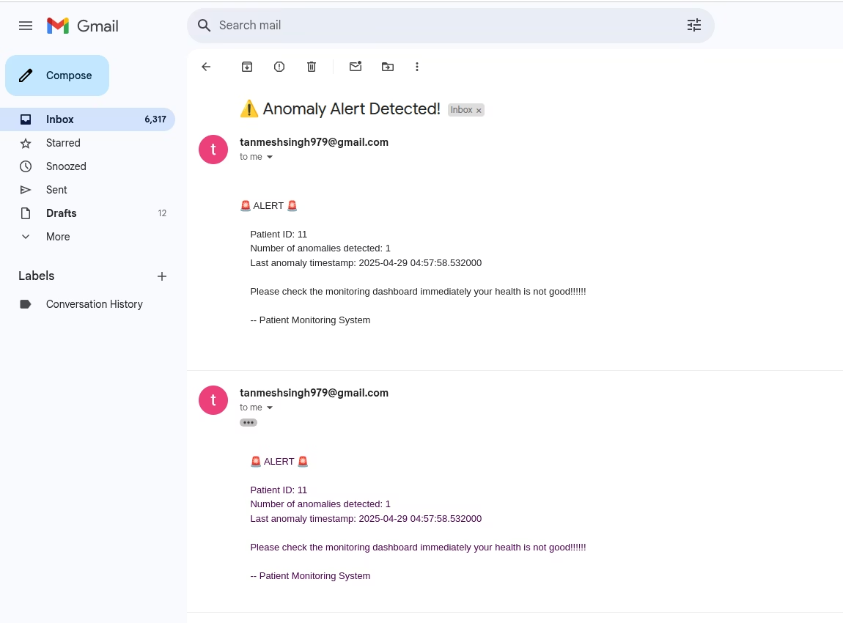 Gmail
Search mail
Compose
Inbox 6,317
Starred
Snoozed
Sent
Drafts 12
More
Labels
Conversation History
⚠️ Anomaly Alert Detected! Inbox x
t
tanmeshsingh979@gmail.com
to me
🚨 ALERT 🚨
Patient ID: 11
Number of anomalies detected: 1
Last anomaly timestamp: 2025-04-29 04:57:58.532000
Please check the monitoring dashboard immediately your health is not good!!!!!!
-- Patient Monitoring System
t
tanmeshsingh979@gmail.com
to me
🚨 ALERT 🚨
Patient ID: 11
Number of anomalies detected: 1
Last anomaly timestamp: 2025-04-29 04:57:58.532000
Please check the monitoring dashboard immediately your health is not good!!!!!!
-- Patient Monitoring System